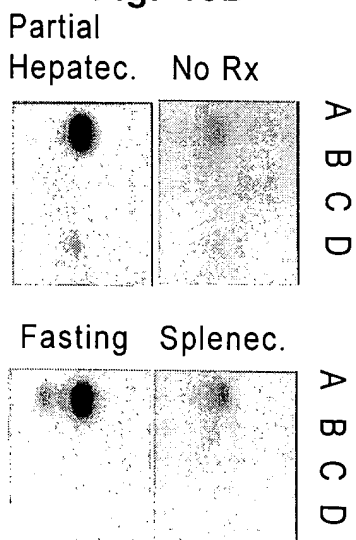 Partial
Hepatec. No Rx
A
B
C
D
Fasting Splenec.
A
B
C
D